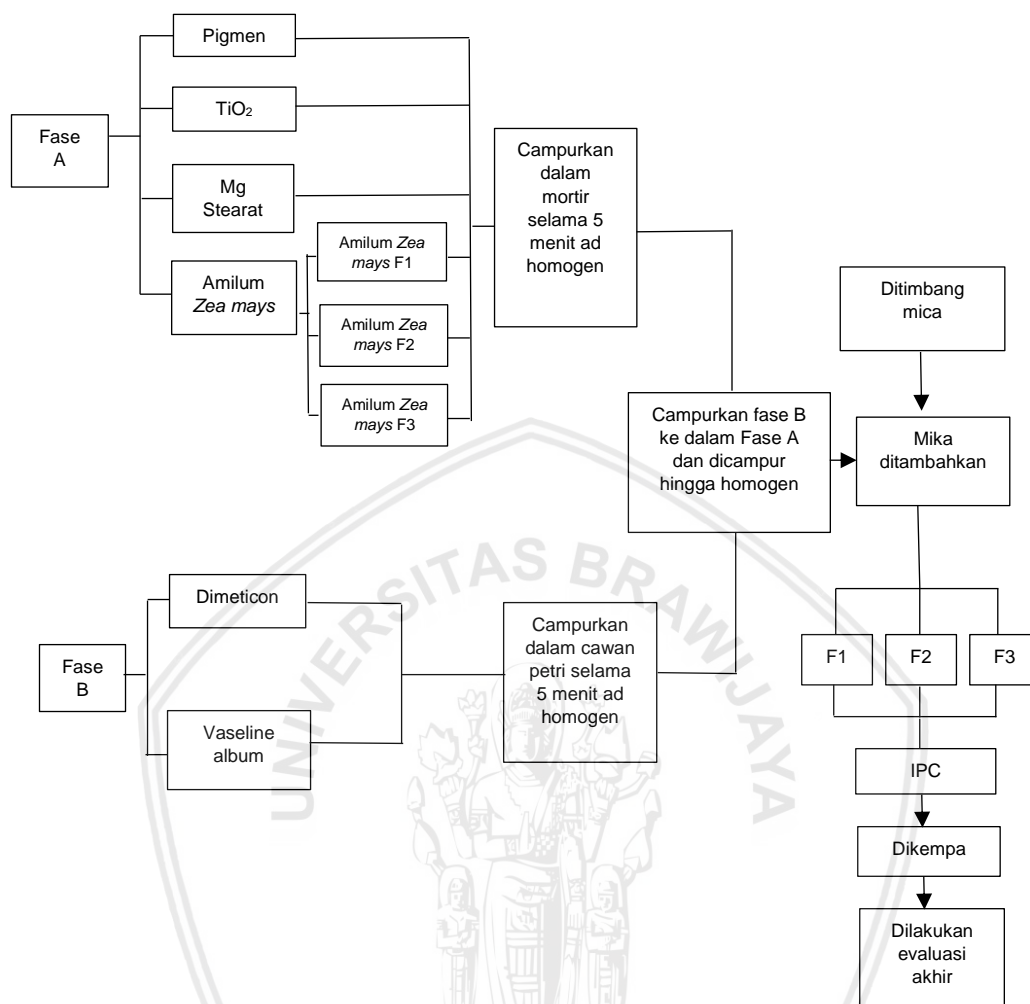 Pigmen
TiO₂
Fase
A
Mg
Stearat
Amilum
Zea mays
Amilum Zea
mays F1
Amilum Zea
mays F2
Amilum Zea
mays F3
Campurkan
dalam
mortir
selama 5
menit ad
homogen
Ditimbang
mica
Campurkan fase B
ke dalam Fase A
dan dicampur
hingga homogen
Mika
ditambahkan
Dimeticon
Fase
B
Vaseline
album
Campurkan
dalam cawan
petri selama
5 menit ad
homogen
F1
F2
F3
IPC
Dikempa
Dilakukan
evaluasi
akhir
UNIVERSITAS BRAWIJAYA